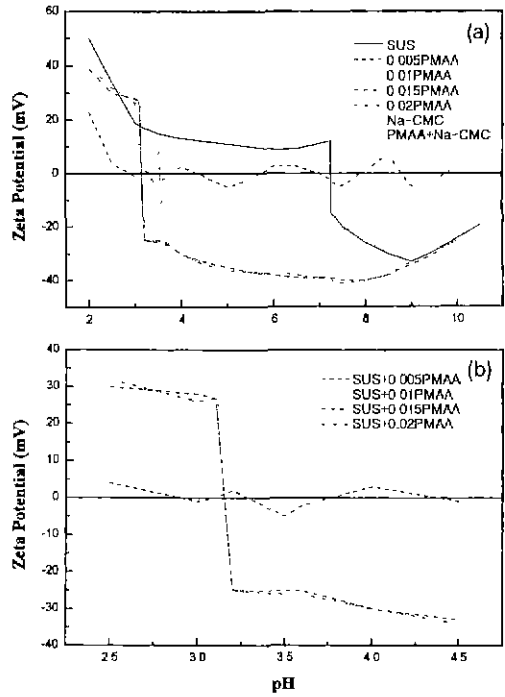 (a)
SUS
0 005PMAA
0 01PMAA
0 015PMAA
0 02PMAA
Na-CMC
PMAA+Na-CMC
60
40
20
0
-20
-40
Zeta Potential (mV)
2
4
6
8
10
(b)
SUS+0 005PMAA
SUS+0 01PMAA
SUS+0 015PMAA
SUS+0.02PMAA
40
30
20
10
0
-10
-20
-30
-40
Zeta Potential (mV)
2 5
3 0
3 5
4 0
4 5
pH